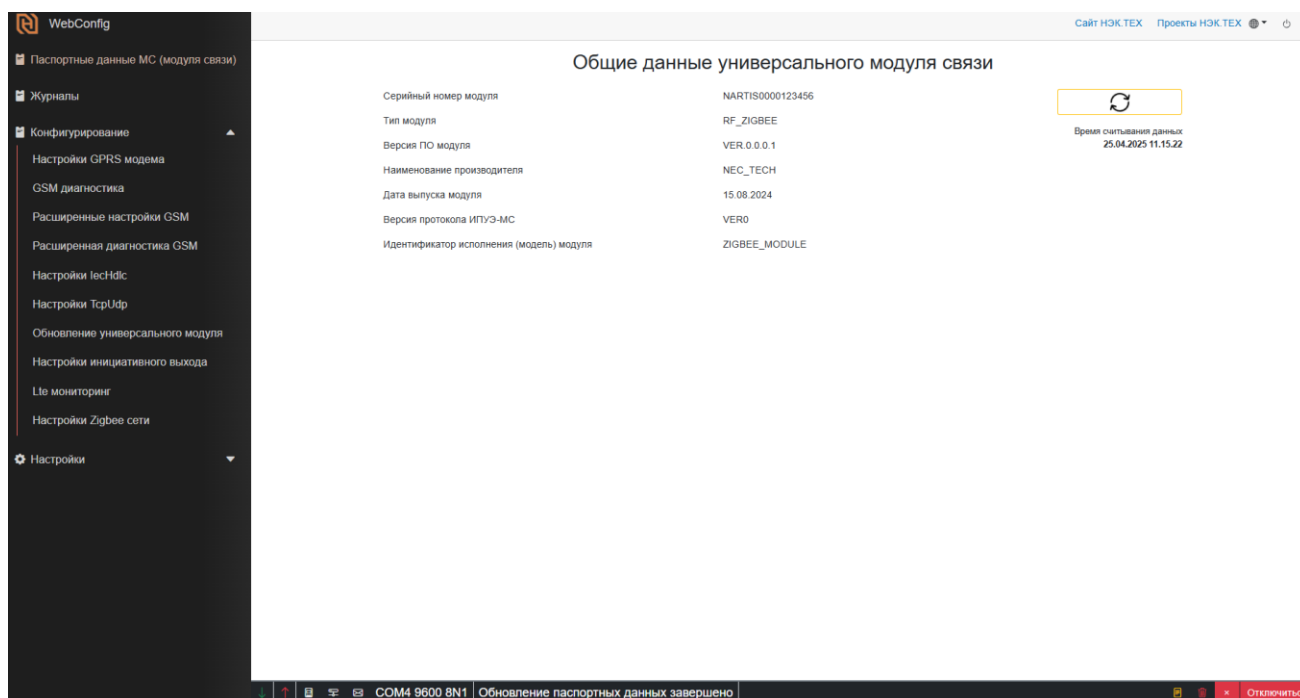 WebConfig
Сайт НЭК.ТЕХ Проекты НЭК.ТЕХ
Паспортные данные МС (модуля связи)
Журналы
Конфигурирование
Настройки GPRS модема
GSM диагностика
Расширенные настройки GSM
Расширенная диагностика GSM
Настройки IecHdlc
Настройки TcpUdp
Обновление универсального модуля
Настройки инициативного выхода
Lte мониторинг
Настройки Zigbee сети
Настройки
Общие данные универсального модуля связи
Серийный номер модуля NARTIS0000123456
Тип модуля RF_ZIGBEE
Версия ПО модуля VER.0.0.0.1
Наименование производителя NEC_TECH
Дата выпуска модуля 15.08.2024
Версия протокола ИПУЭ-МС VER0
Идентификатор исполнения (модель) модуля ZIGBEE_MODULE
Время считывания данных
25.04.2025 11.15.22
COM4 9600 8N1 Обновление паспортных данных завершено
Отключитьс